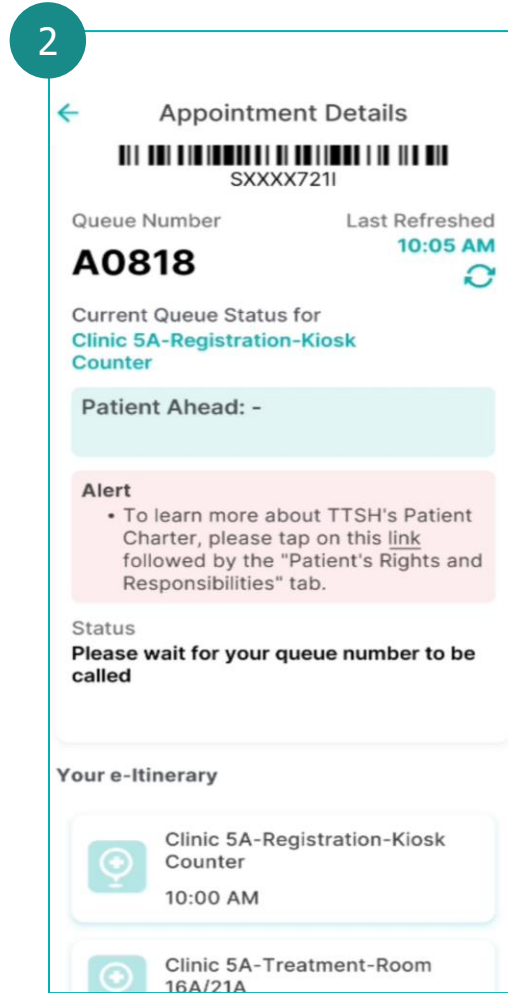 2
Appointment Details
SXXXX721I
Queue Number
Last Refreshed
A0818
10:05 AM
Current Queue Status for
Clinic 5A-Registration-Kiosk
Counter
Patient Ahead: -
Alert
• To learn more about TTSH's Patient
Charter, please tap on this link
followed by the "Patient's Rights and
Responsibilities" tab.
Status
Please wait for your queue number to be
called
Your e-Itinerary
Clinic 5A-Registration-Kiosk
Counter
10:00 AM
Clinic 5A-Treatment-Room
16A/21A